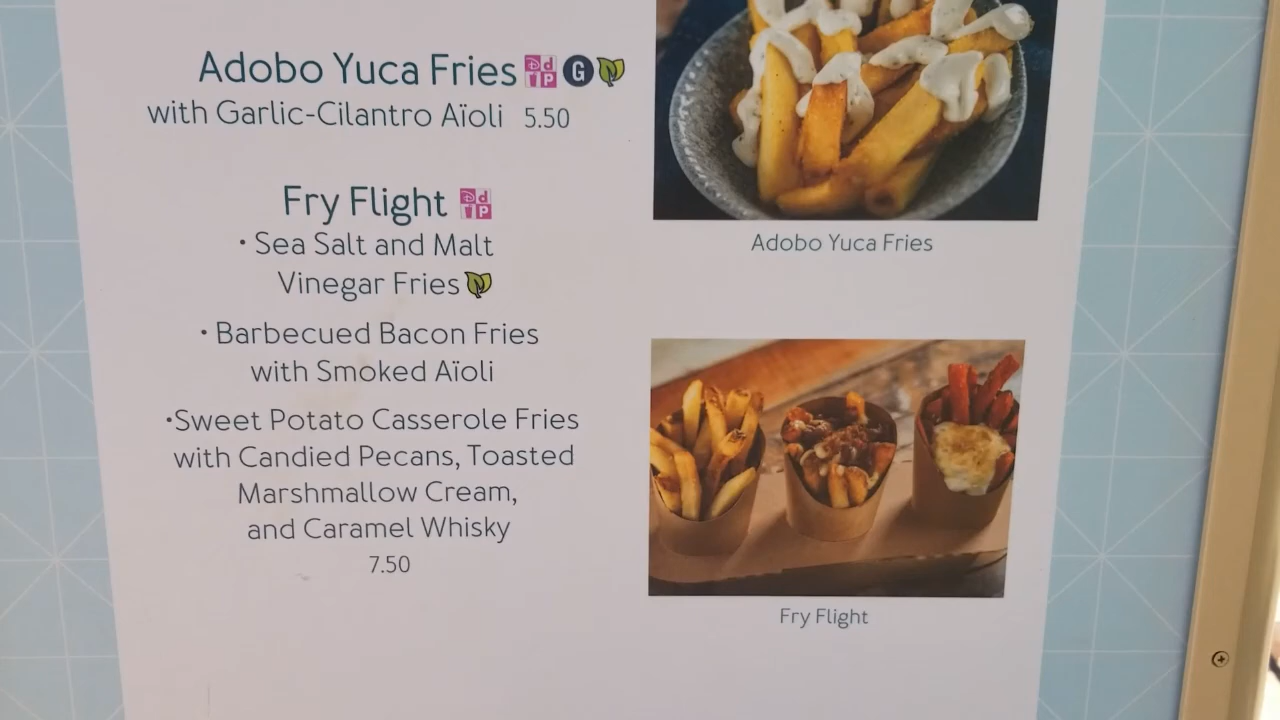 Adobo Yuca Fries DdP G
with Garlic-Cilantro Aïoli 5.50
Adobo Yuca Fries
Fry Flight DdP
• Sea Salt and Malt
Vinegar Fries
• Barbecued Bacon Fries
with Smoked Aïoli
•Sweet Potato Casserole Fries
with Candied Pecans, Toasted
Marshmallow Cream,
and Caramel Whisky
7.50
Fry Flight